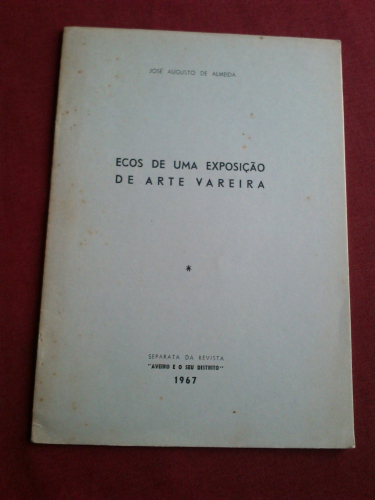 JOSÉ AUGUSTO DE ALMEIDA
ECOS DE UMA EXPOSIÇÃO
DE ARTE VAREIRA
*
SEPARATA DA REVISTA
"AVEIRO E O SEU DISTRITO"
1967